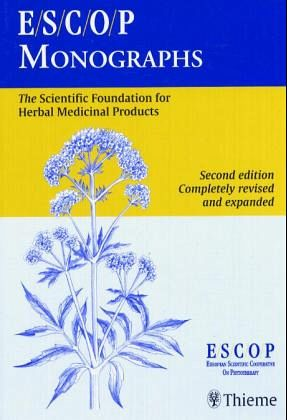 E/S/C/O/P
MONOGRAPHS
The Scientific Foundation for
Herbal Medicinal Products
Second edition
Completely revised
and expanded
ESCOP
EUROPEAN SCIENTIFIC COOPERATIVE
ON PHYTOTHERAPY
Thieme